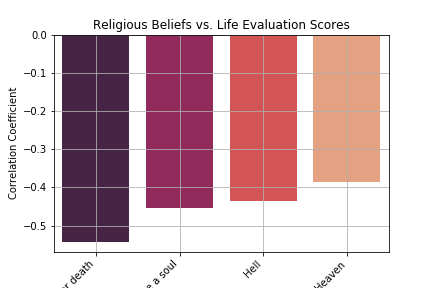 Religious Beliefs vs. Life Evaluation Scores
0.0
−0.1
−0.2
−0.3
−0.4
−0.5
Correlation Coefficient
death
a soul
Hell
Heaven